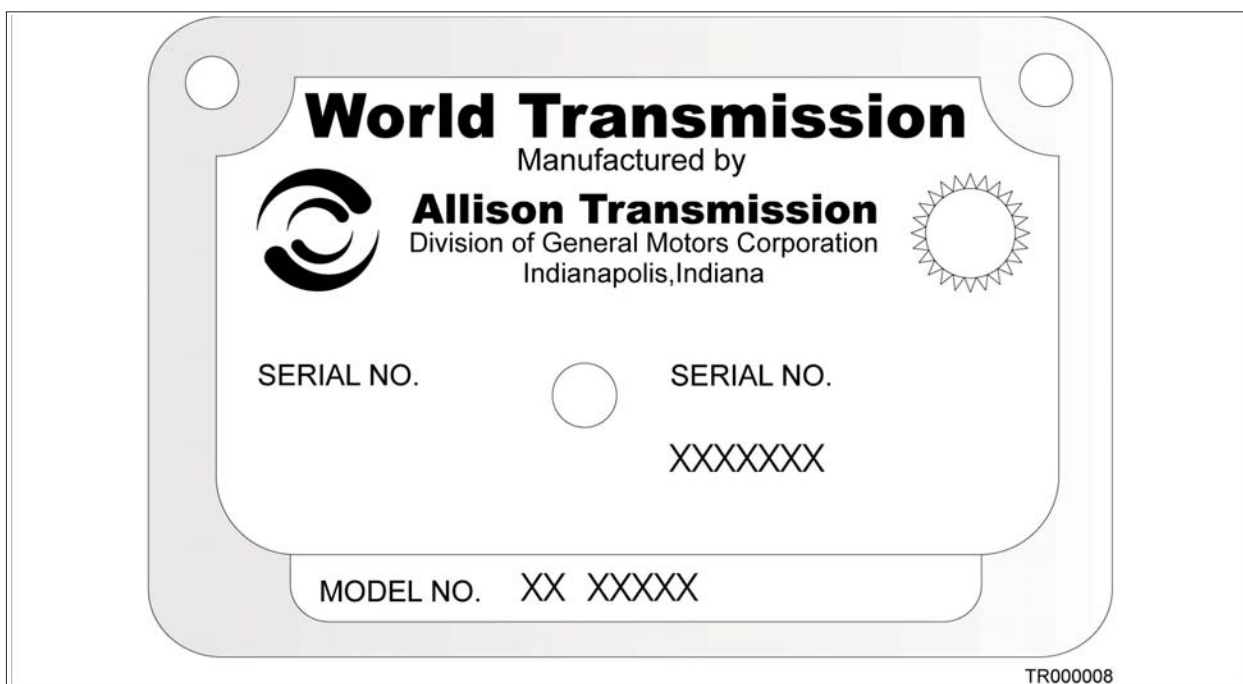 World Transmission
Manufactured by
Allison Transmission
Division of General Motors Corporation
Indianapolis,Indiana
SERIAL NO. SERIAL NO.
XXXXXXX
MODEL NO. XX XXXXX
TR000008